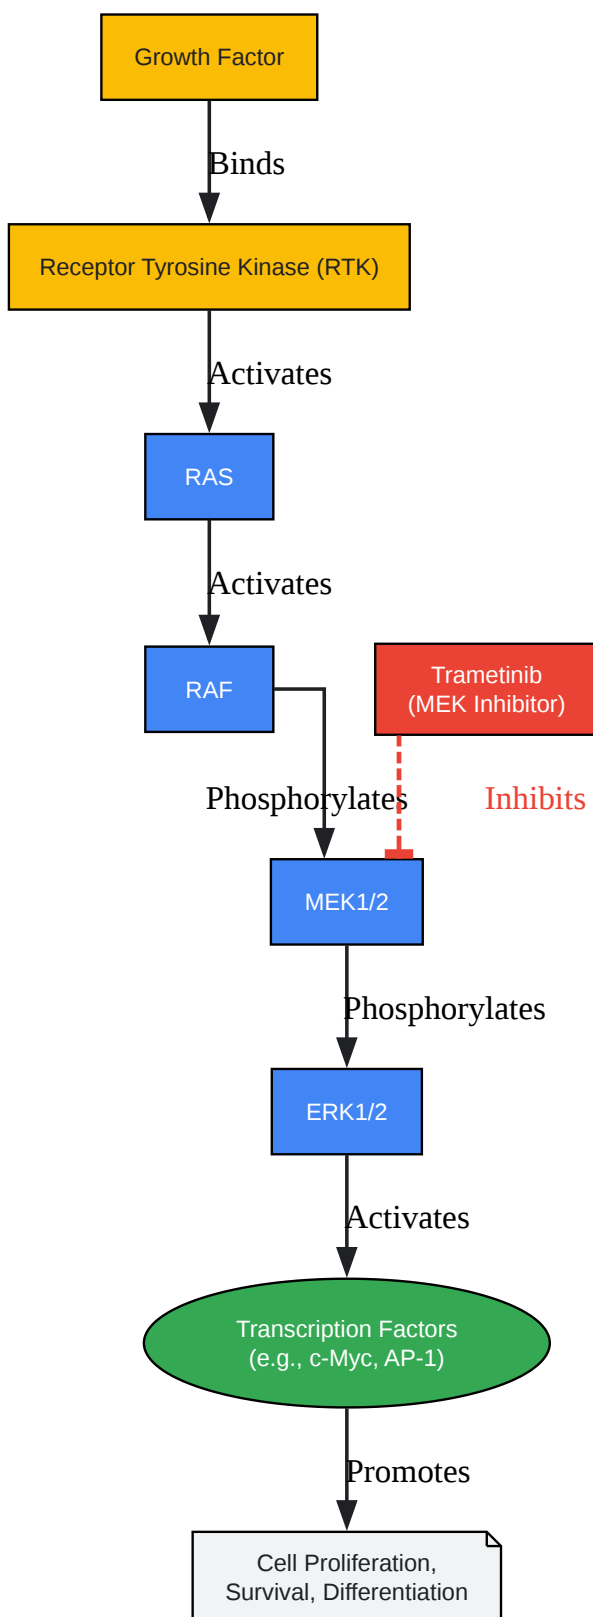 Growth Factor
Binds
Receptor Tyrosine Kinase (RTK)
Activates
RAS
Activates
RAF
Trametinib
(MEK Inhibitor)
Phosphorylates
Inhibits
MEK1/2
Phosphorylates
ERK1/2
Activates
Transcription Factors
(e.g., c-Myc, AP-1)
Promotes
Cell Proliferation,
Survival, Differentiation